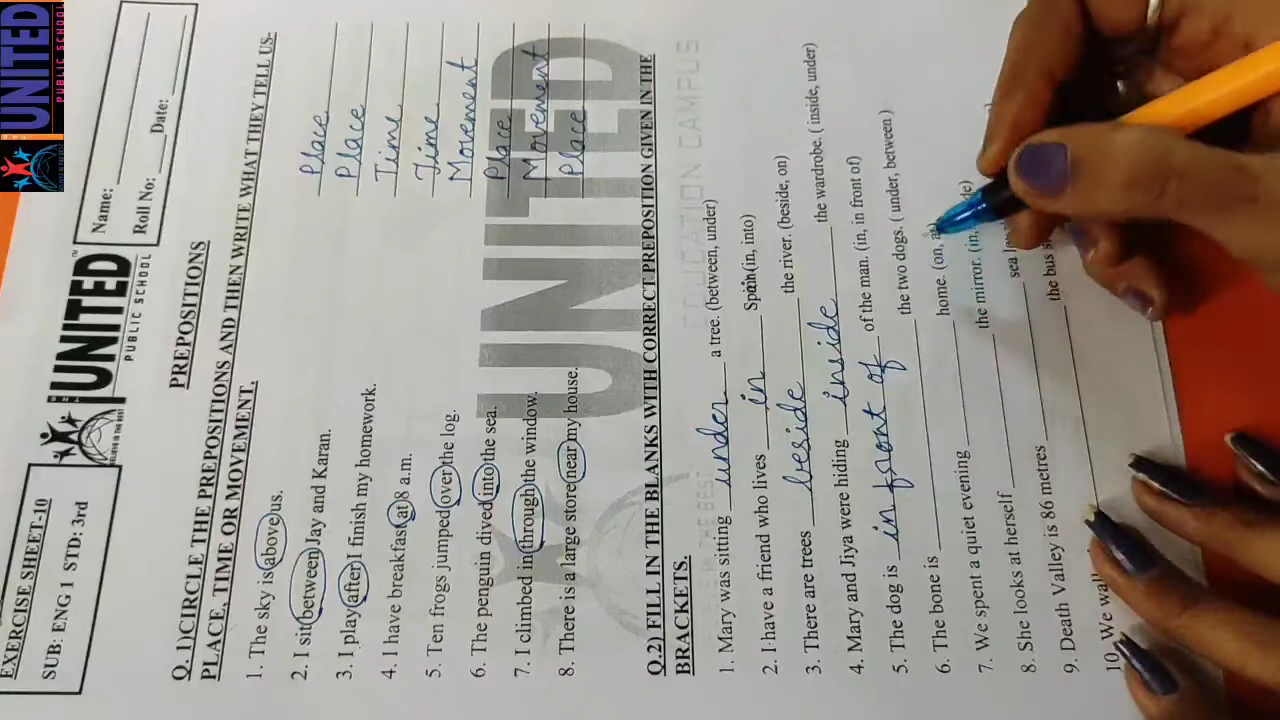 UNITED
PUBLIC SCHOOL
EXERCISE SHEET-10
SUB: ENG 1 STD: 3rd
UNITED
PUBLIC SCHOOL
Name:
Roll No: Date:
PREPOSITIONS
Q. 1)CIRCLE THE PREPOSITIONS AND THEN WRITE WHAT THEY TELL US-
PLACE, TIME OR MOVEMENT.
1. The sky is above us. Place
2. I sit between Jay and Karan. Place
3. I play after I finish my homework. Time
4. I have breakfast at 8 a.m. Time
5. Ten frogs jumped over the log. Movement
6. The penguin dived into the sea. Place
7. I climbed in through the window. Movement
8. There is a large store near my house. Place
UNITED
EDUCATION CAMPUS
Q.2) FILL IN THE BLANKS WITH CORRECT PREPOSITION GIVEN IN THE
BRACKETS.
1. Mary was sitting under a tree. (between, under)
2. I have a friend who lives in Spain (in, into)
3. There are trees beside the river. (beside, on)
4. Mary and Jiya were hiding inside the wardrobe. ( inside, under)
5. The dog is in front of of the man. (in, in front of)
6. The bone is the two dogs. ( under, between )
7. We spent a quiet evening home. (on,
8. She looks at herself the mirror. (in,
9. Death Valley is 86 metres sea
10. We the bus